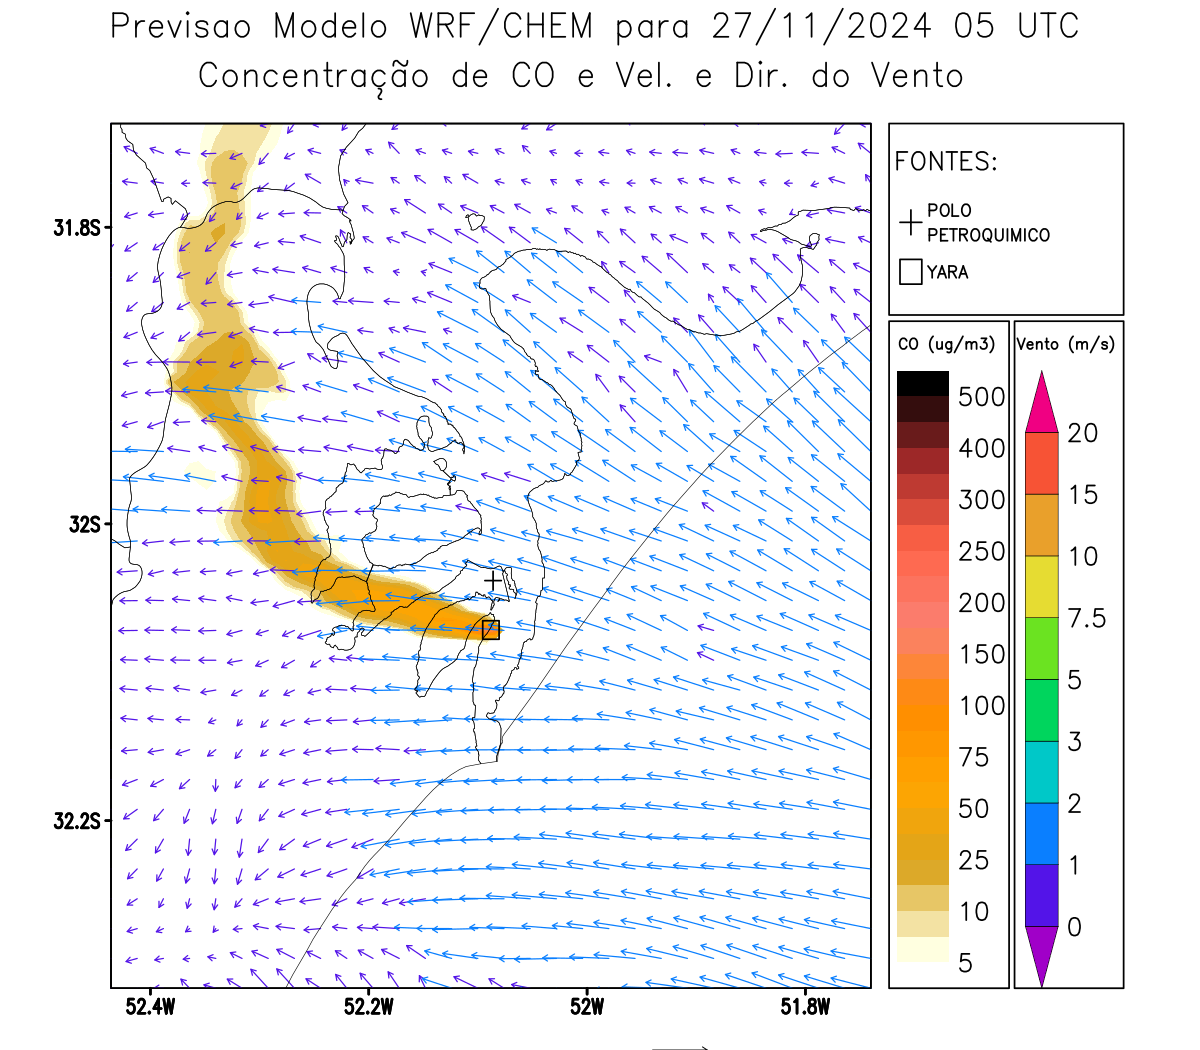 Previsao Modelo WRF/CHEM para 27/11/2024 05 UTC
Concentração de CO e Vel. e Dir. do Vento
FONTES:
POLO
PETROQUIMICO
YARA
CO (ug/m3)
500
400
300
250
200
150
100
75
50
25
10
5
Vento (m/s)
20
15
10
7.5
5
3
2
1
0
31.8S
32S
32.2S
52.4W
52.2W
52W
51.8W